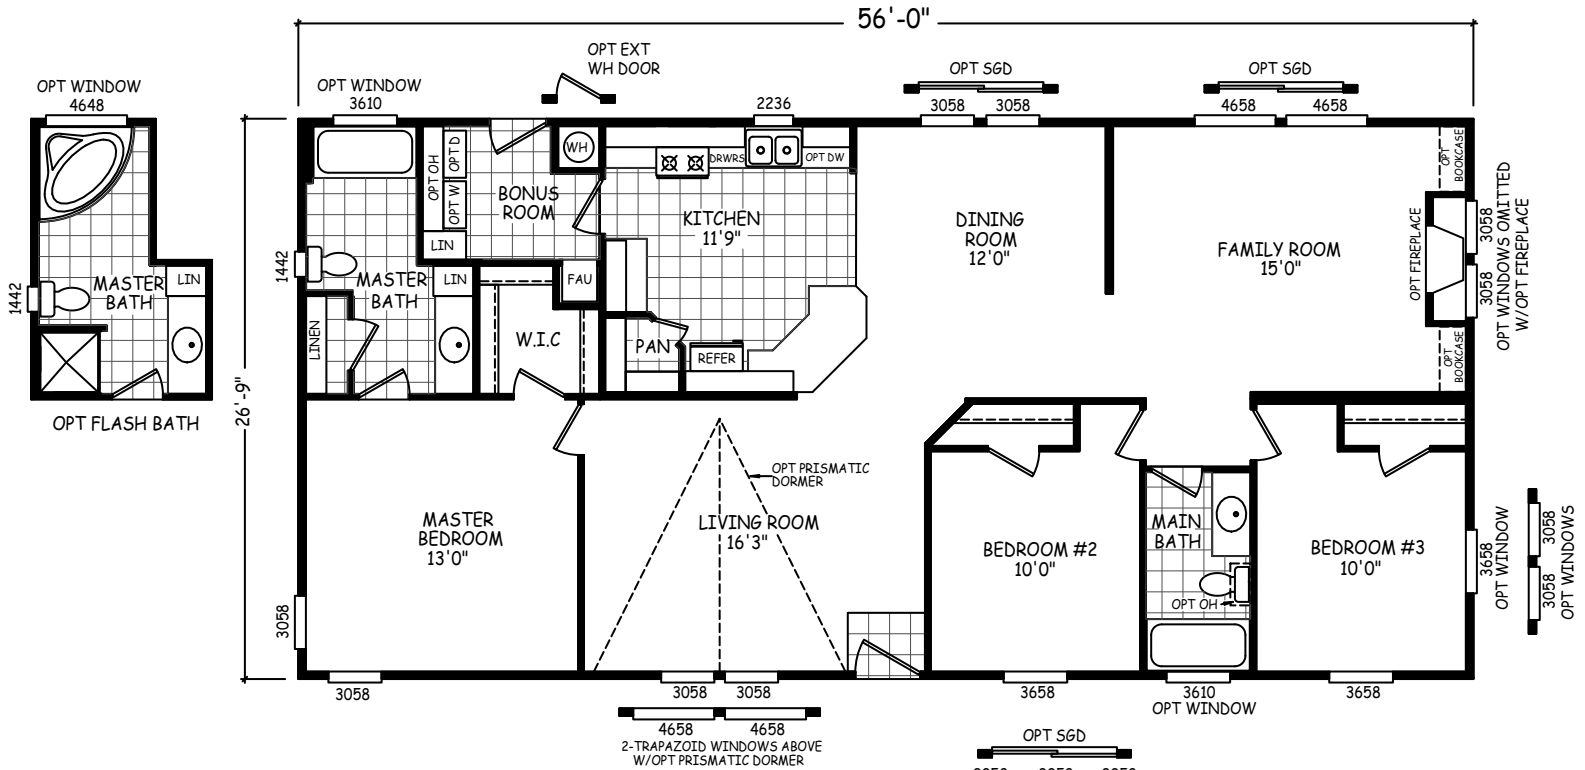 56'-0"
OPT EXT
WH DOOR
OPT SGD
OPT SGD
OPT WINDOW
4648
OPT WINDOW
3610
2236
3058
3058
4658
4658
OPT OH
OPT D
OPT W
WH
DRWRS
OPT DW
OPT
BOOKCASE
BONUS
ROOM
KITCHEN
11'9"
DINING
ROOM
12'0"
FAMILY ROOM
15'0"
OPT FIREPLACE
3058
3058
OPT WINDOWS OMITTED
W/OPT FIREPLACE
LIN
1442
MASTER
BATH
LIN
1442
MASTER
BATH
LIN
FAU
LINEN
W.I.C
PAN
REFER
OPT
BOOKCASE
OPT FLASH BATH
26'-9"
OPT PRISMATIC
DORMER
MASTER
BEDROOM
13'0"
LIVING ROOM
16'3"
BEDROOM #2
10'0"
MAIN
BATH
OPT OH
BEDROOM #3
10'0"
3658
OPT WINDOW
3058
3058
OPT WINDOWS
3058
3058
3058
3058
3658
3610
OPT WINDOW
3658
4658
4658
2-TRAPAZOID WINDOWS ABOVE
W/OPT PRISMATIC DORMER
OPT SGD